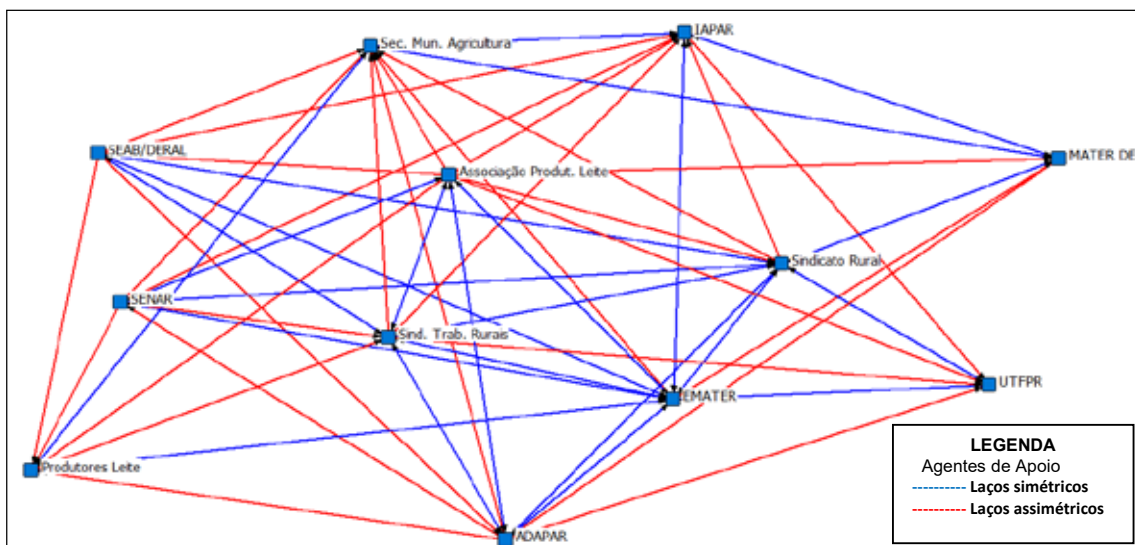 IAPAR
Sec. Mun. Agricultura
SEAB/DERAL
MATER DE
Associação Produt. Leite
Sindicato Rural
SENAR
Sind. Trab. Rurais
UTFPR
EMATER
Produtores Leite
ADAPAR
LEGENDA
Agentes de Apoio
---------- Laços simétricos
---------- Laços assimétricos